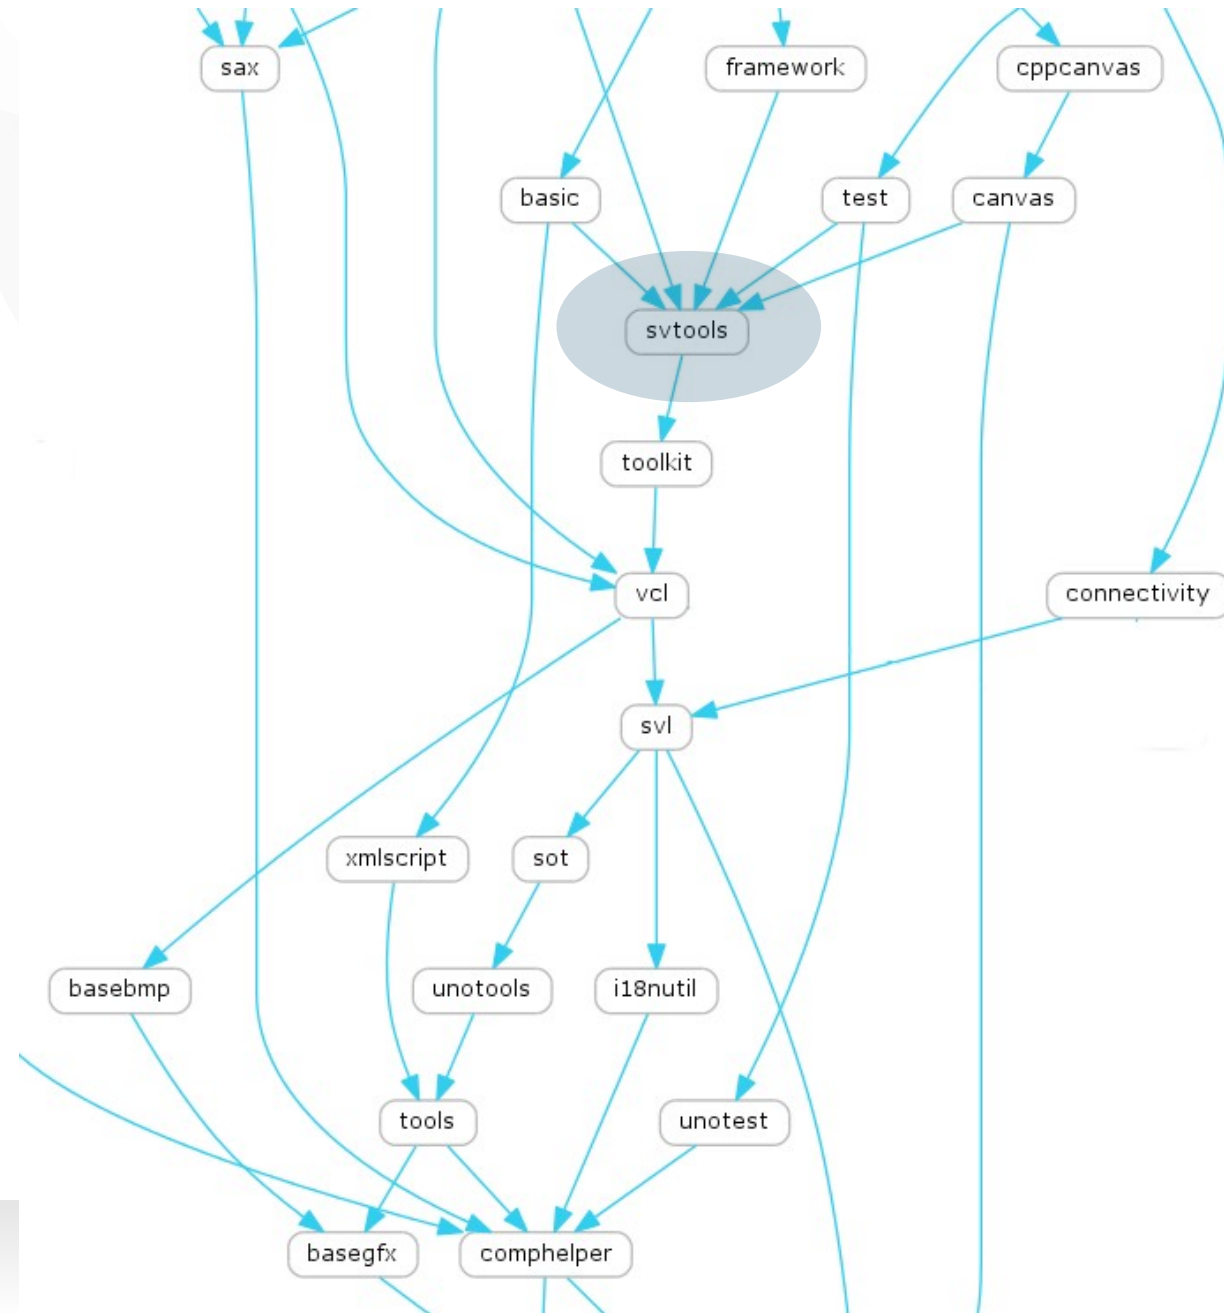 sax
framework
cppcanvas
basic
test
canvas
svtools
toolkit
vcl
connectivity
svl
xmlscript
sot
basebmp
unotools
i18nutil
tools
unotest
basegfx
comphelper